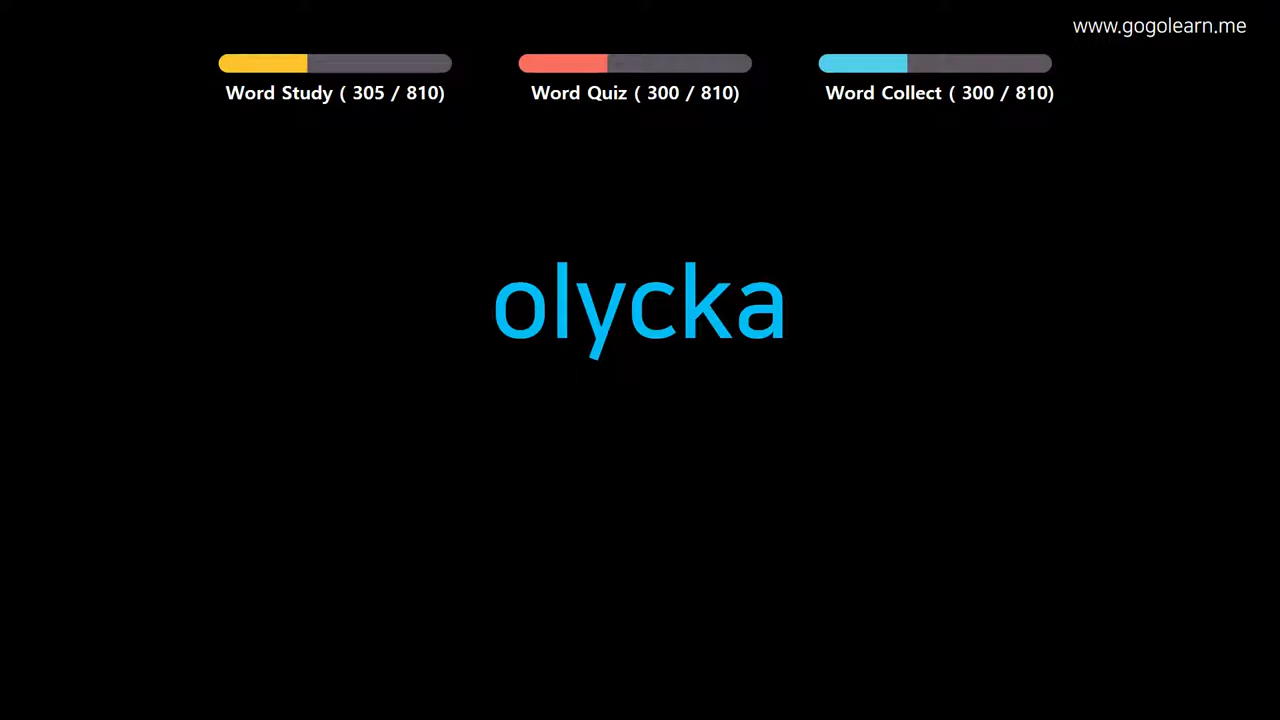 www.gogolearn.me
Word Study ( 305 / 810)
Word Quiz ( 300 / 810)
Word Collect ( 300 / 810)
olycka